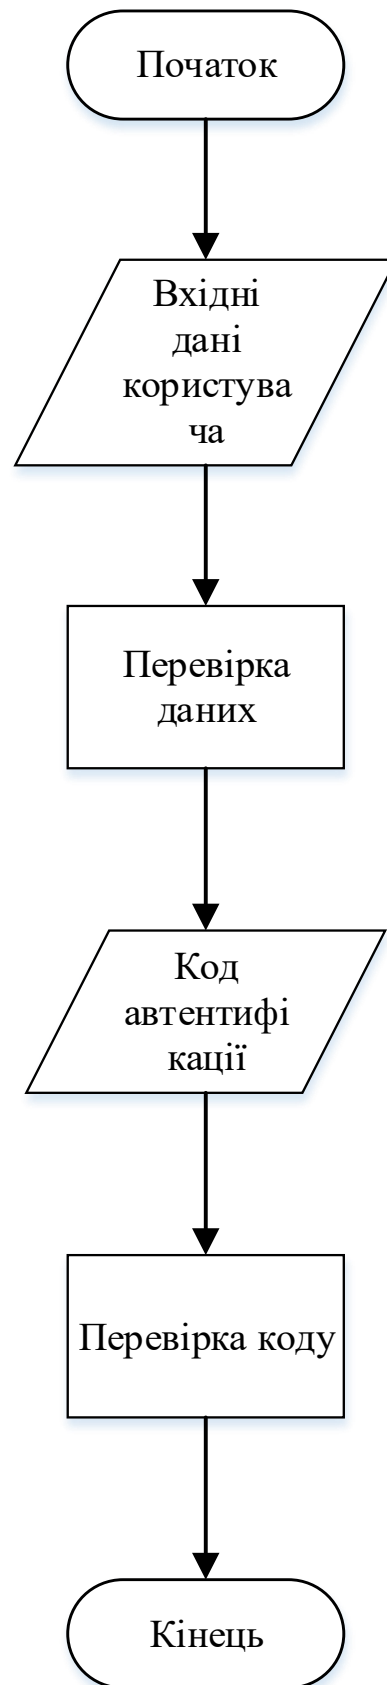 Початок
Вхідні
дані
користува
ча
Перевірка
даних
Код
автентифі
кації
Перевірка коду
Кінець